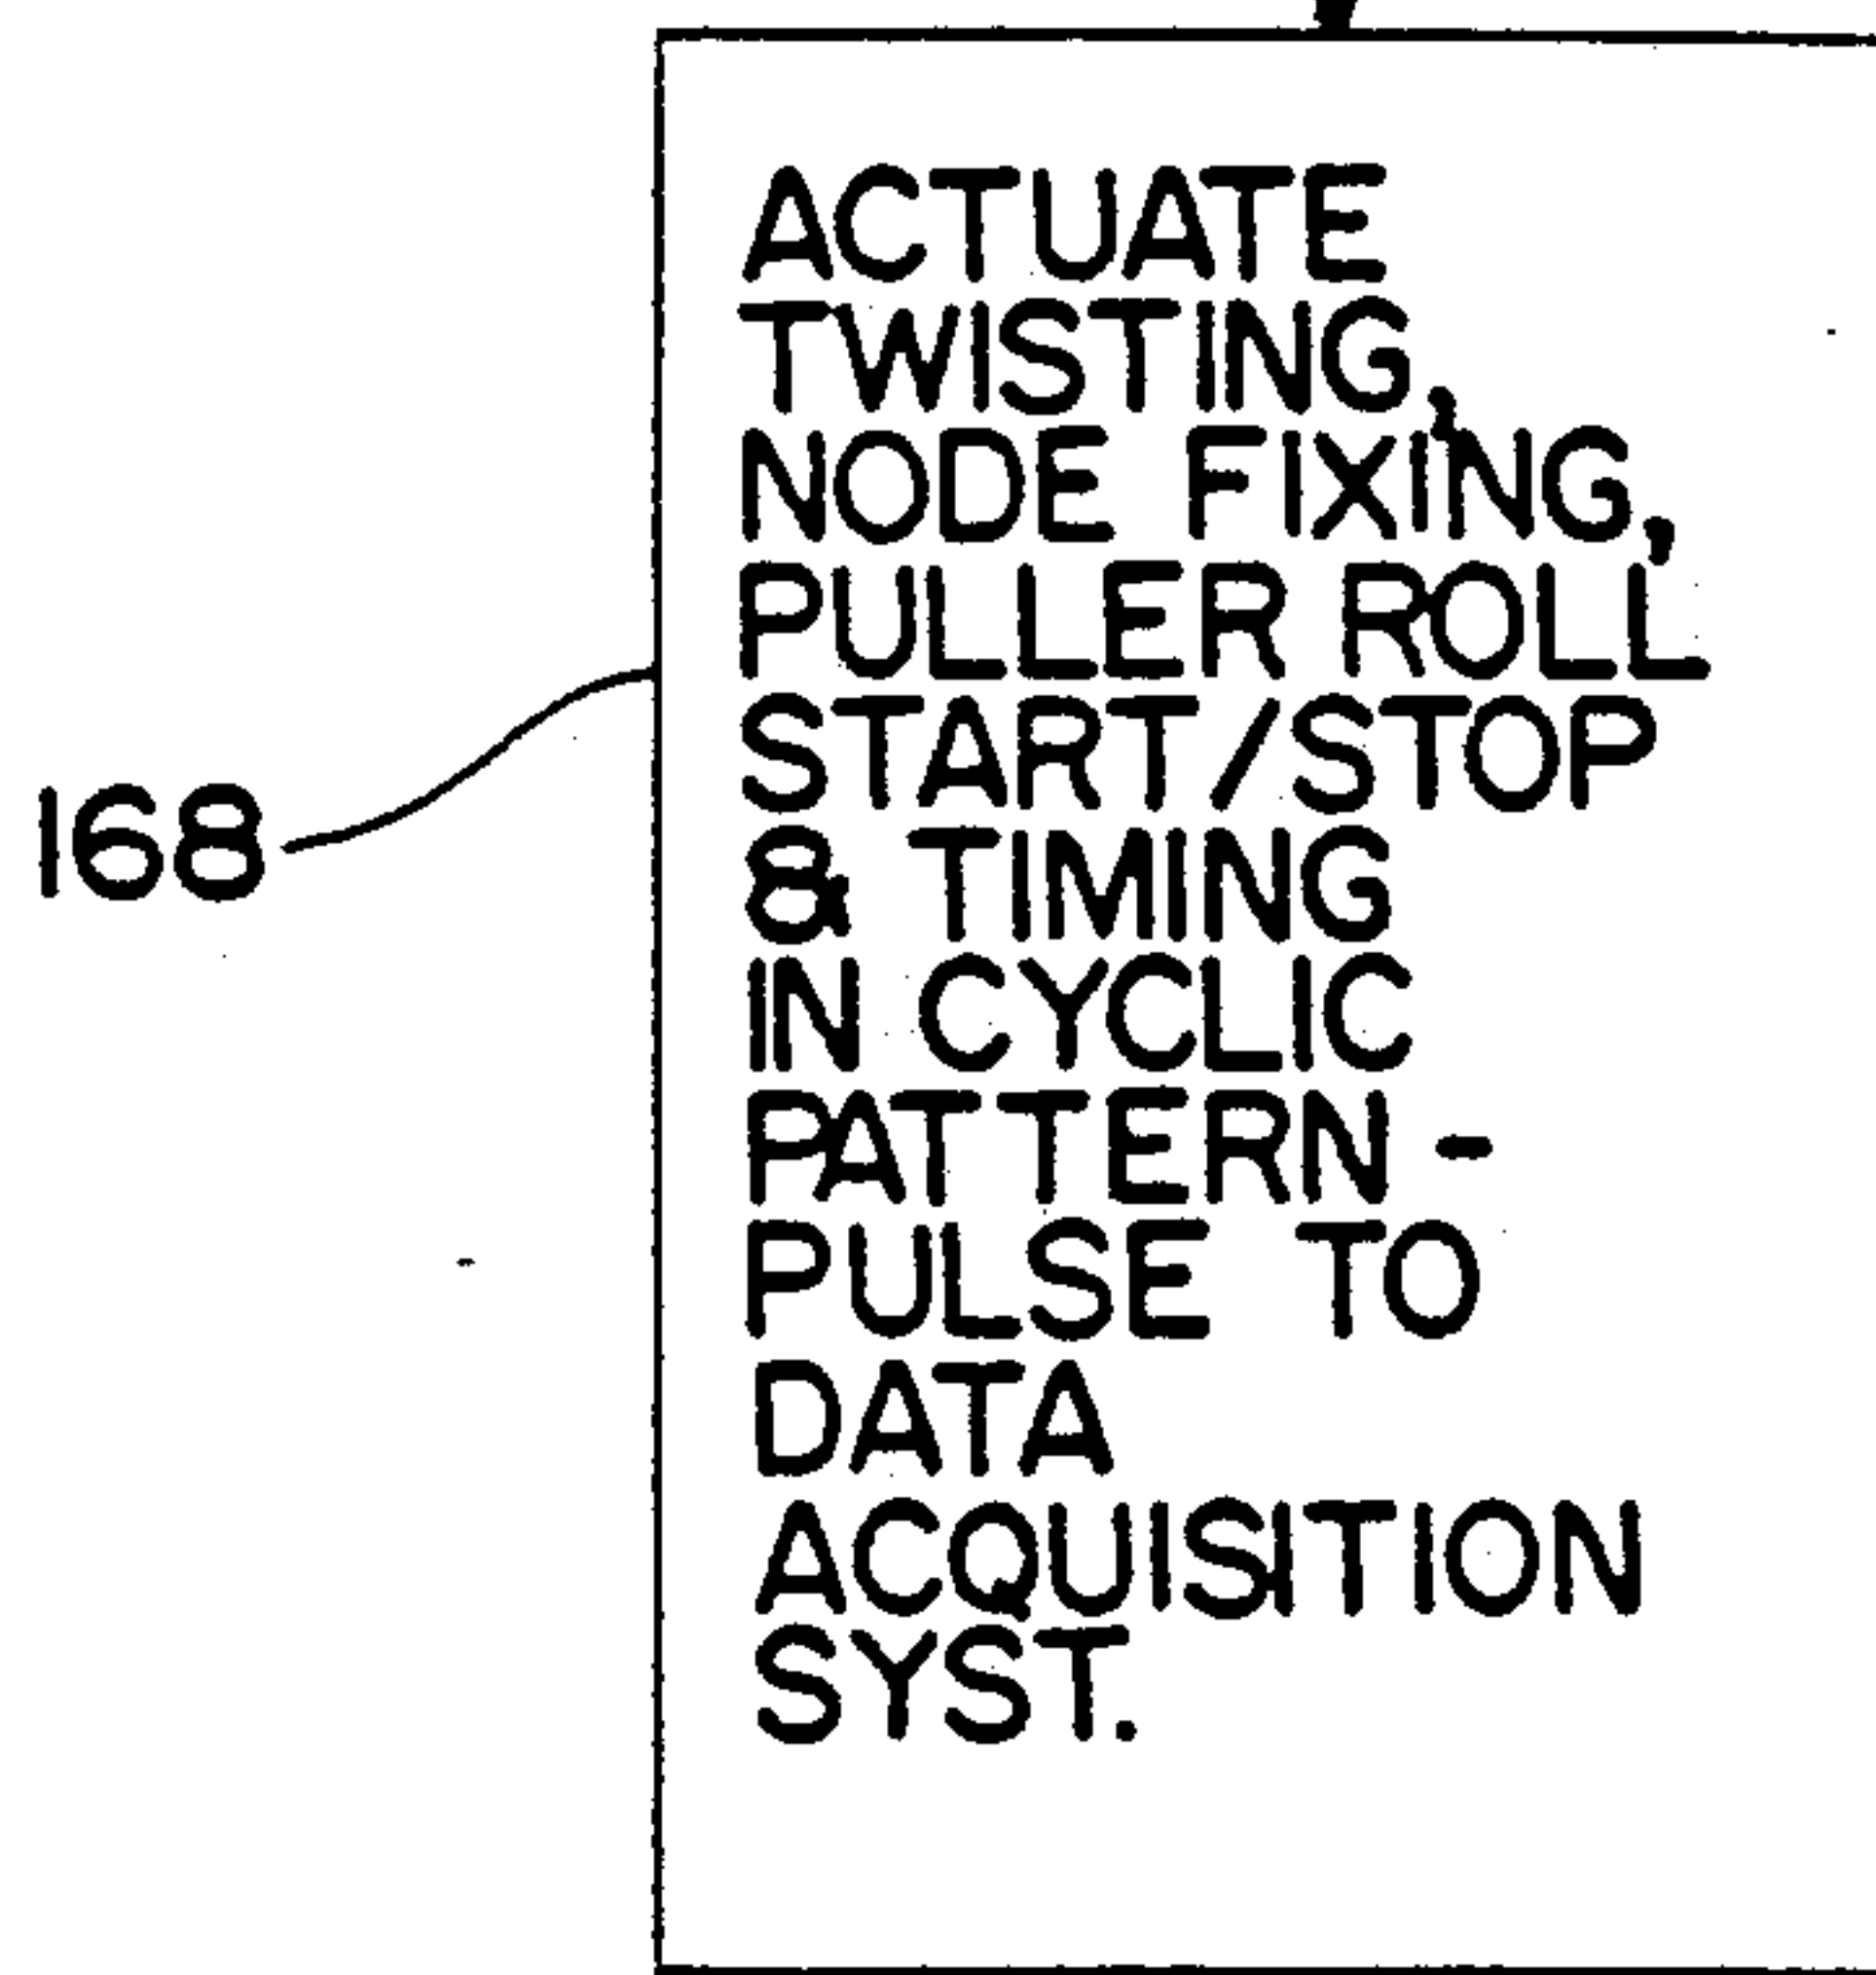 ACTUATE
TWISTING,
NODE FIXING,
PULLER ROLL
START/STOP
168
& TIMING
IN CYCLIC
PATTERN-
PULSE TO
DATA
ACQUISITION
SYST.